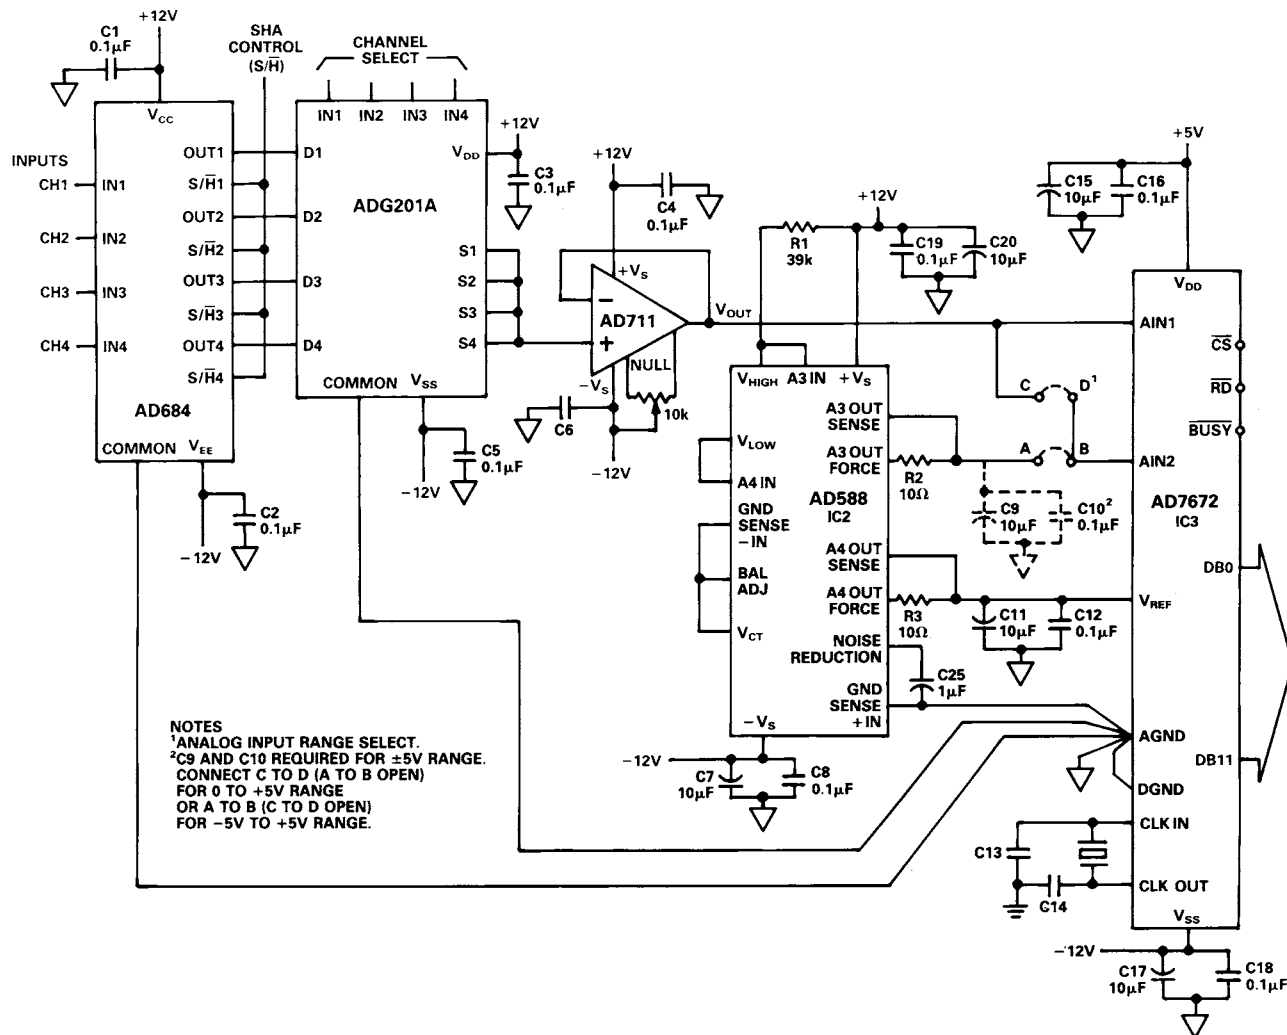 +12V
C1
0.1µF
SHA
CONTROL
(S/H̅)
CHANNEL
SELECT
VCC
INPUTS
CH1
CH2
CH3
CH4
IN1
IN2
IN3
IN4
OUT1
S/H̅1
OUT2
S/H̅2
OUT3
S/H̅3
OUT4
S/H̅4
AD684
COMMON
VEE
-12V
C2
0.1µF
IN1
IN2
IN3
IN4
D1
D2
D3
D4
VDD
ADG201A
S1
S2
S3
S4
COMMON
VSS
+12V
C3
0.1µF
-12V
C5
0.1µF
+12V
C4
0.1µF
+VS
−
AD711
+
NULL
-VS
10k
C6
-12V
VOUT
+12V
R1
39k
C19
0.1µF
C20
10µF
VHIGH
A3 IN
+VS
A3 OUT
SENSE
VLOW
A3 OUT
FORCE
A4 IN
AD588
IC2
GND
SENSE
-IN
A4 OUT
SENSE
BAL
ADJ
A4 OUT
FORCE
VCT
NOISE
REDUCTION
GND
SENSE
+IN
-VS
R2
10Ω
R3
10Ω
C25
1µF
-12V
C7
10µF
C8
0.1µF
C
D¹
A
B
C9
10µF
C10²
0.1µF
C11
10µF
C12
0.1µF
+5V
C15
10µF
C16
0.1µF
VDD
AIN1
C̅S̅
R̅D̅
B̅U̅S̅Y̅
AIN2
AD7672
IC3
DB0
VREF
AGND
DB11
DGND
CLK IN
CLK OUT
VSS
C13
C14
-12V
C17
10µF
C18
0.1µF
NOTES
¹ANALOG INPUT RANGE SELECT.
²C9 AND C10 REQUIRED FOR ±5V RANGE.
CONNECT C TO D (A TO B OPEN)
FOR 0 TO +5V RANGE
OR A TO B (C TO D OPEN)
FOR -5V TO +5V RANGE.